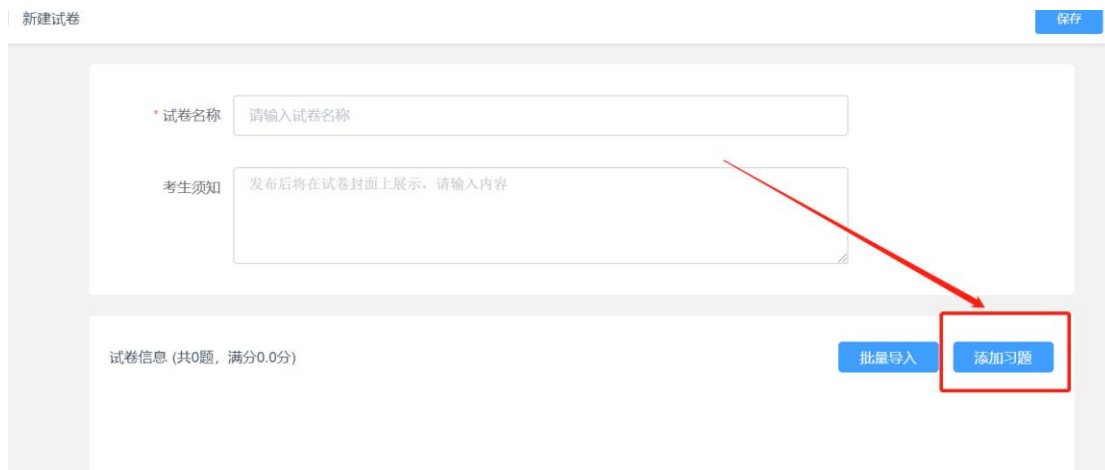 新建试卷
保存
* 试卷名称
请输入试卷名称
考生须知
发布后将在试卷封面上展示，请输入内容
试卷信息 (共0题，满分0.0分)
批量导入
添加习题